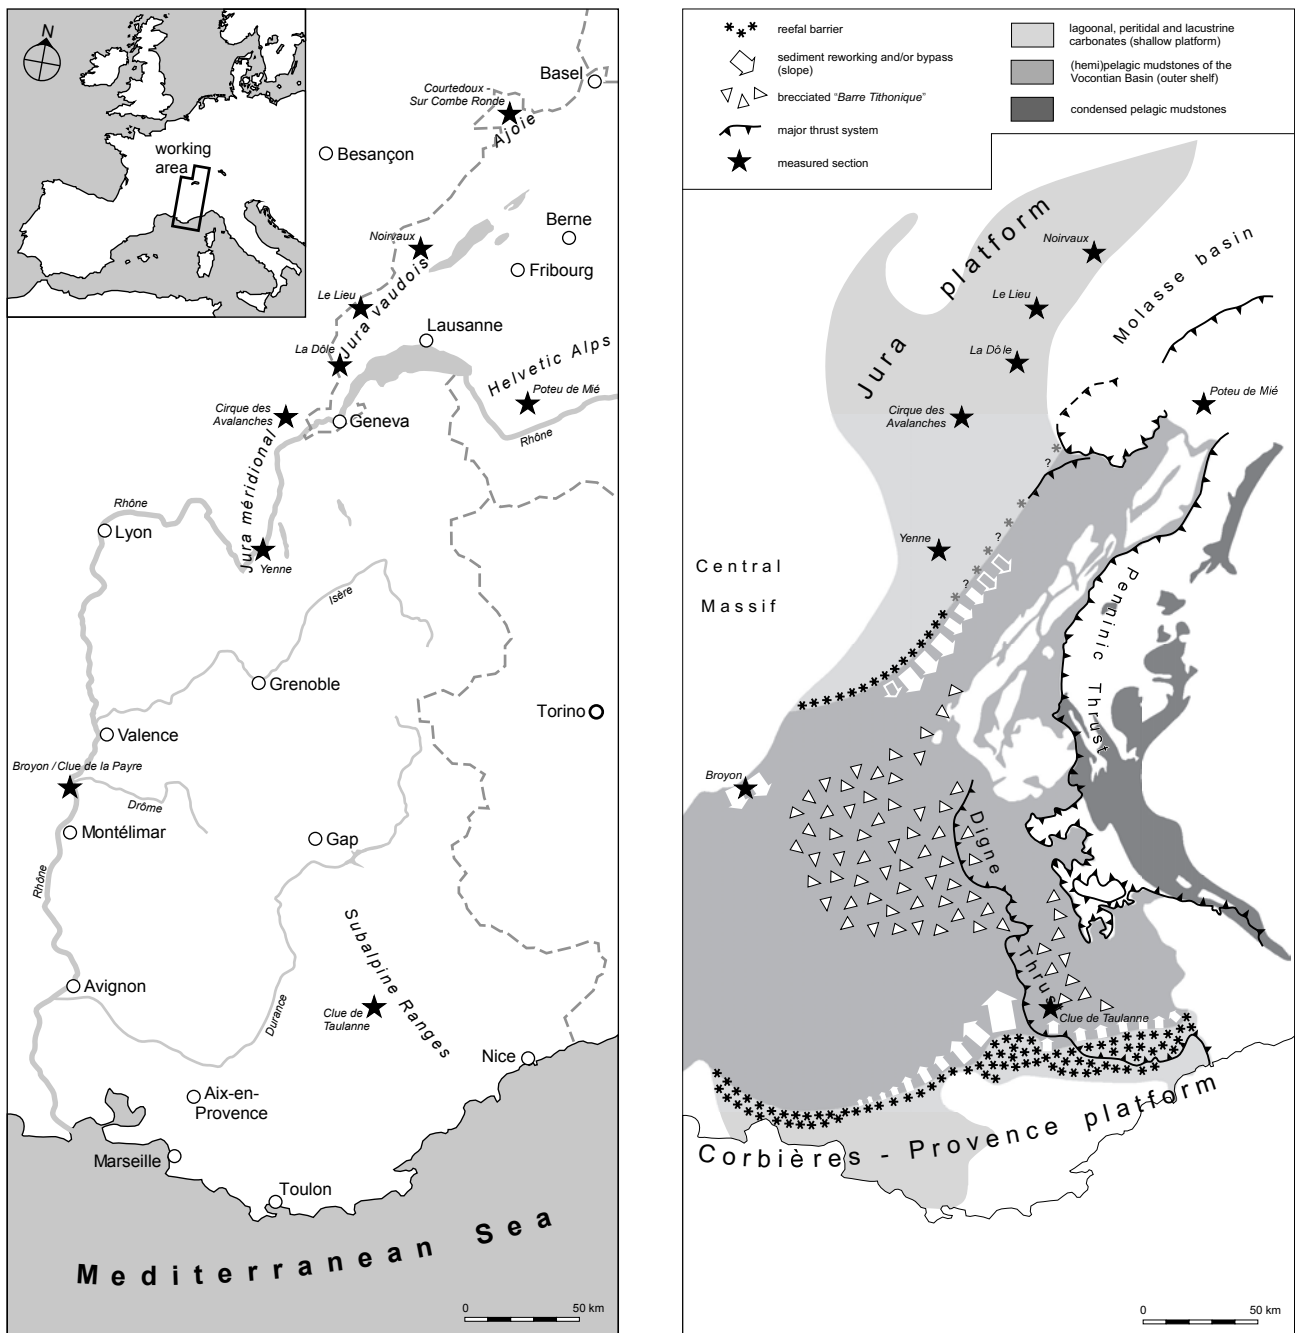 N
working
area
Basel
Courtedoux -
Sur Combe Ronde
Ajoie
Besançon
Berne
Noirvaux
Fribourg
Le Lieu
Jura vaudois
Lausanne
La Dôle
Helvetic Alps
Poteu de Mié
Cirque des
Avalanches
Geneva
Rhône
Jura méridional
Rhône
Lyon
Yenne
Isère
Grenoble
Torino
Valence
Broyon / Clue de la Payre
Drôme
Montélimar
Gap
Rhône
Subalpine Ranges
Avignon
Durance
Clue de
Taulanne
Nice
Aix-en-
Provence
Marseille
Toulon
Mediterranean Sea
0 50 km
reefal barrier
sediment reworking and/or bypass
(slope)
brecciated "Barre Tithonique"
major thrust system
measured section
lagoonal, peritidal and lacustrine
carbonates (shallow platform)
(hemi)pelagic mudstones of the
Vocontian Basin (outer shelf)
condensed pelagic mudstones
Jura platform
Noirvaux
Molasse basin
Le Lieu
La Dôle
Poteu de Mié
Cirque des
Avalanches
?
?
Yenne
?
?
Central
Massif
Penninic Thrust
Broyon
Digne Thrust
Clue de Taulanne
Corbières - Provence platform
0 50 km